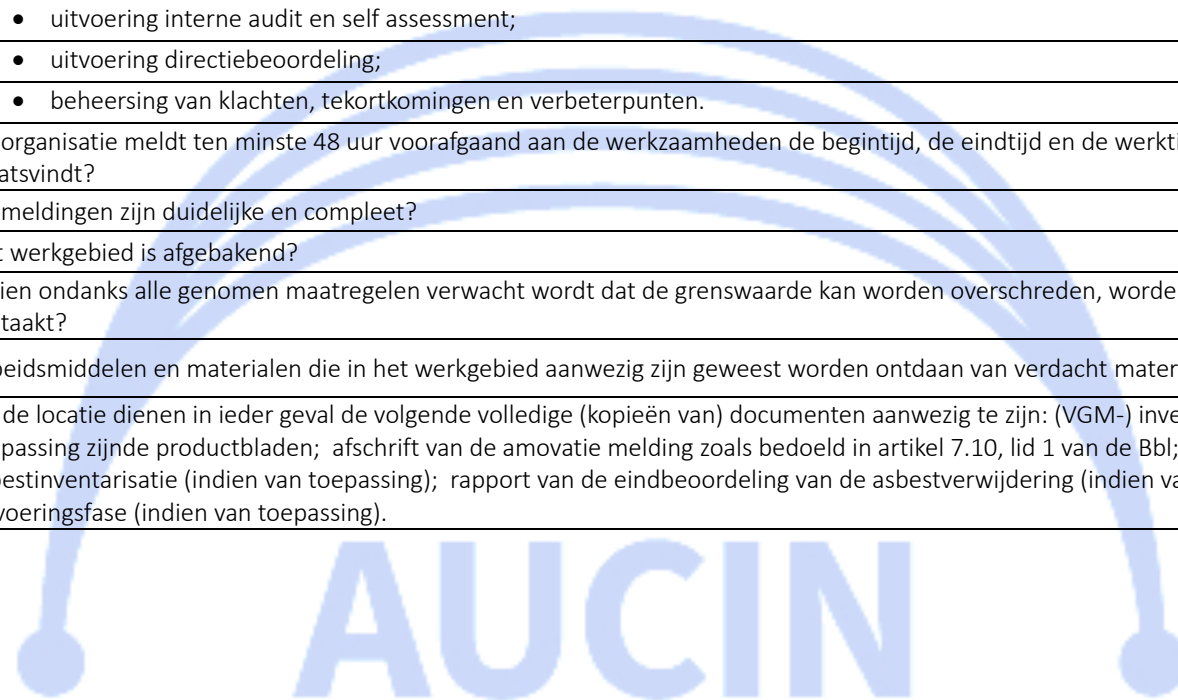 • uitvoering interne audit en self assessment;
• uitvoering directiebeoordeling;
• beheersing van klachten, tekortkomingen en verbeterpunten.
organisatie meldt ten minste 48 uur voorafgaand aan de werkzaamheden de begintijd, de eindtijd en de werkti
atsvindt?
meldingen zijn duidelijke en compleet?
t werkgebied is afgebakend?
ien ondanks alle genomen maatregelen verwacht wordt dat de grenswaarde kan worden overschreden, worde
taakt?
eidsmiddelen en materialen die in het werkgebied aanwezig zijn geweest worden ontdaan van verdacht mater
de locatie dienen in ieder geval de volgende volledige (kopieën van) documenten aanwezig te zijn: (VGM-) inve
passing zijnde productbladen; afschrift van de amovatie melding zoals bedoeld in artikel 7.10, lid 1 van de Bbl;
estinventarisatie (indien van toepassing); rapport van de eindbeoordeling van de asbestverwijdering (indien va
voeringsfase (indien van toepassing).
AUCIN